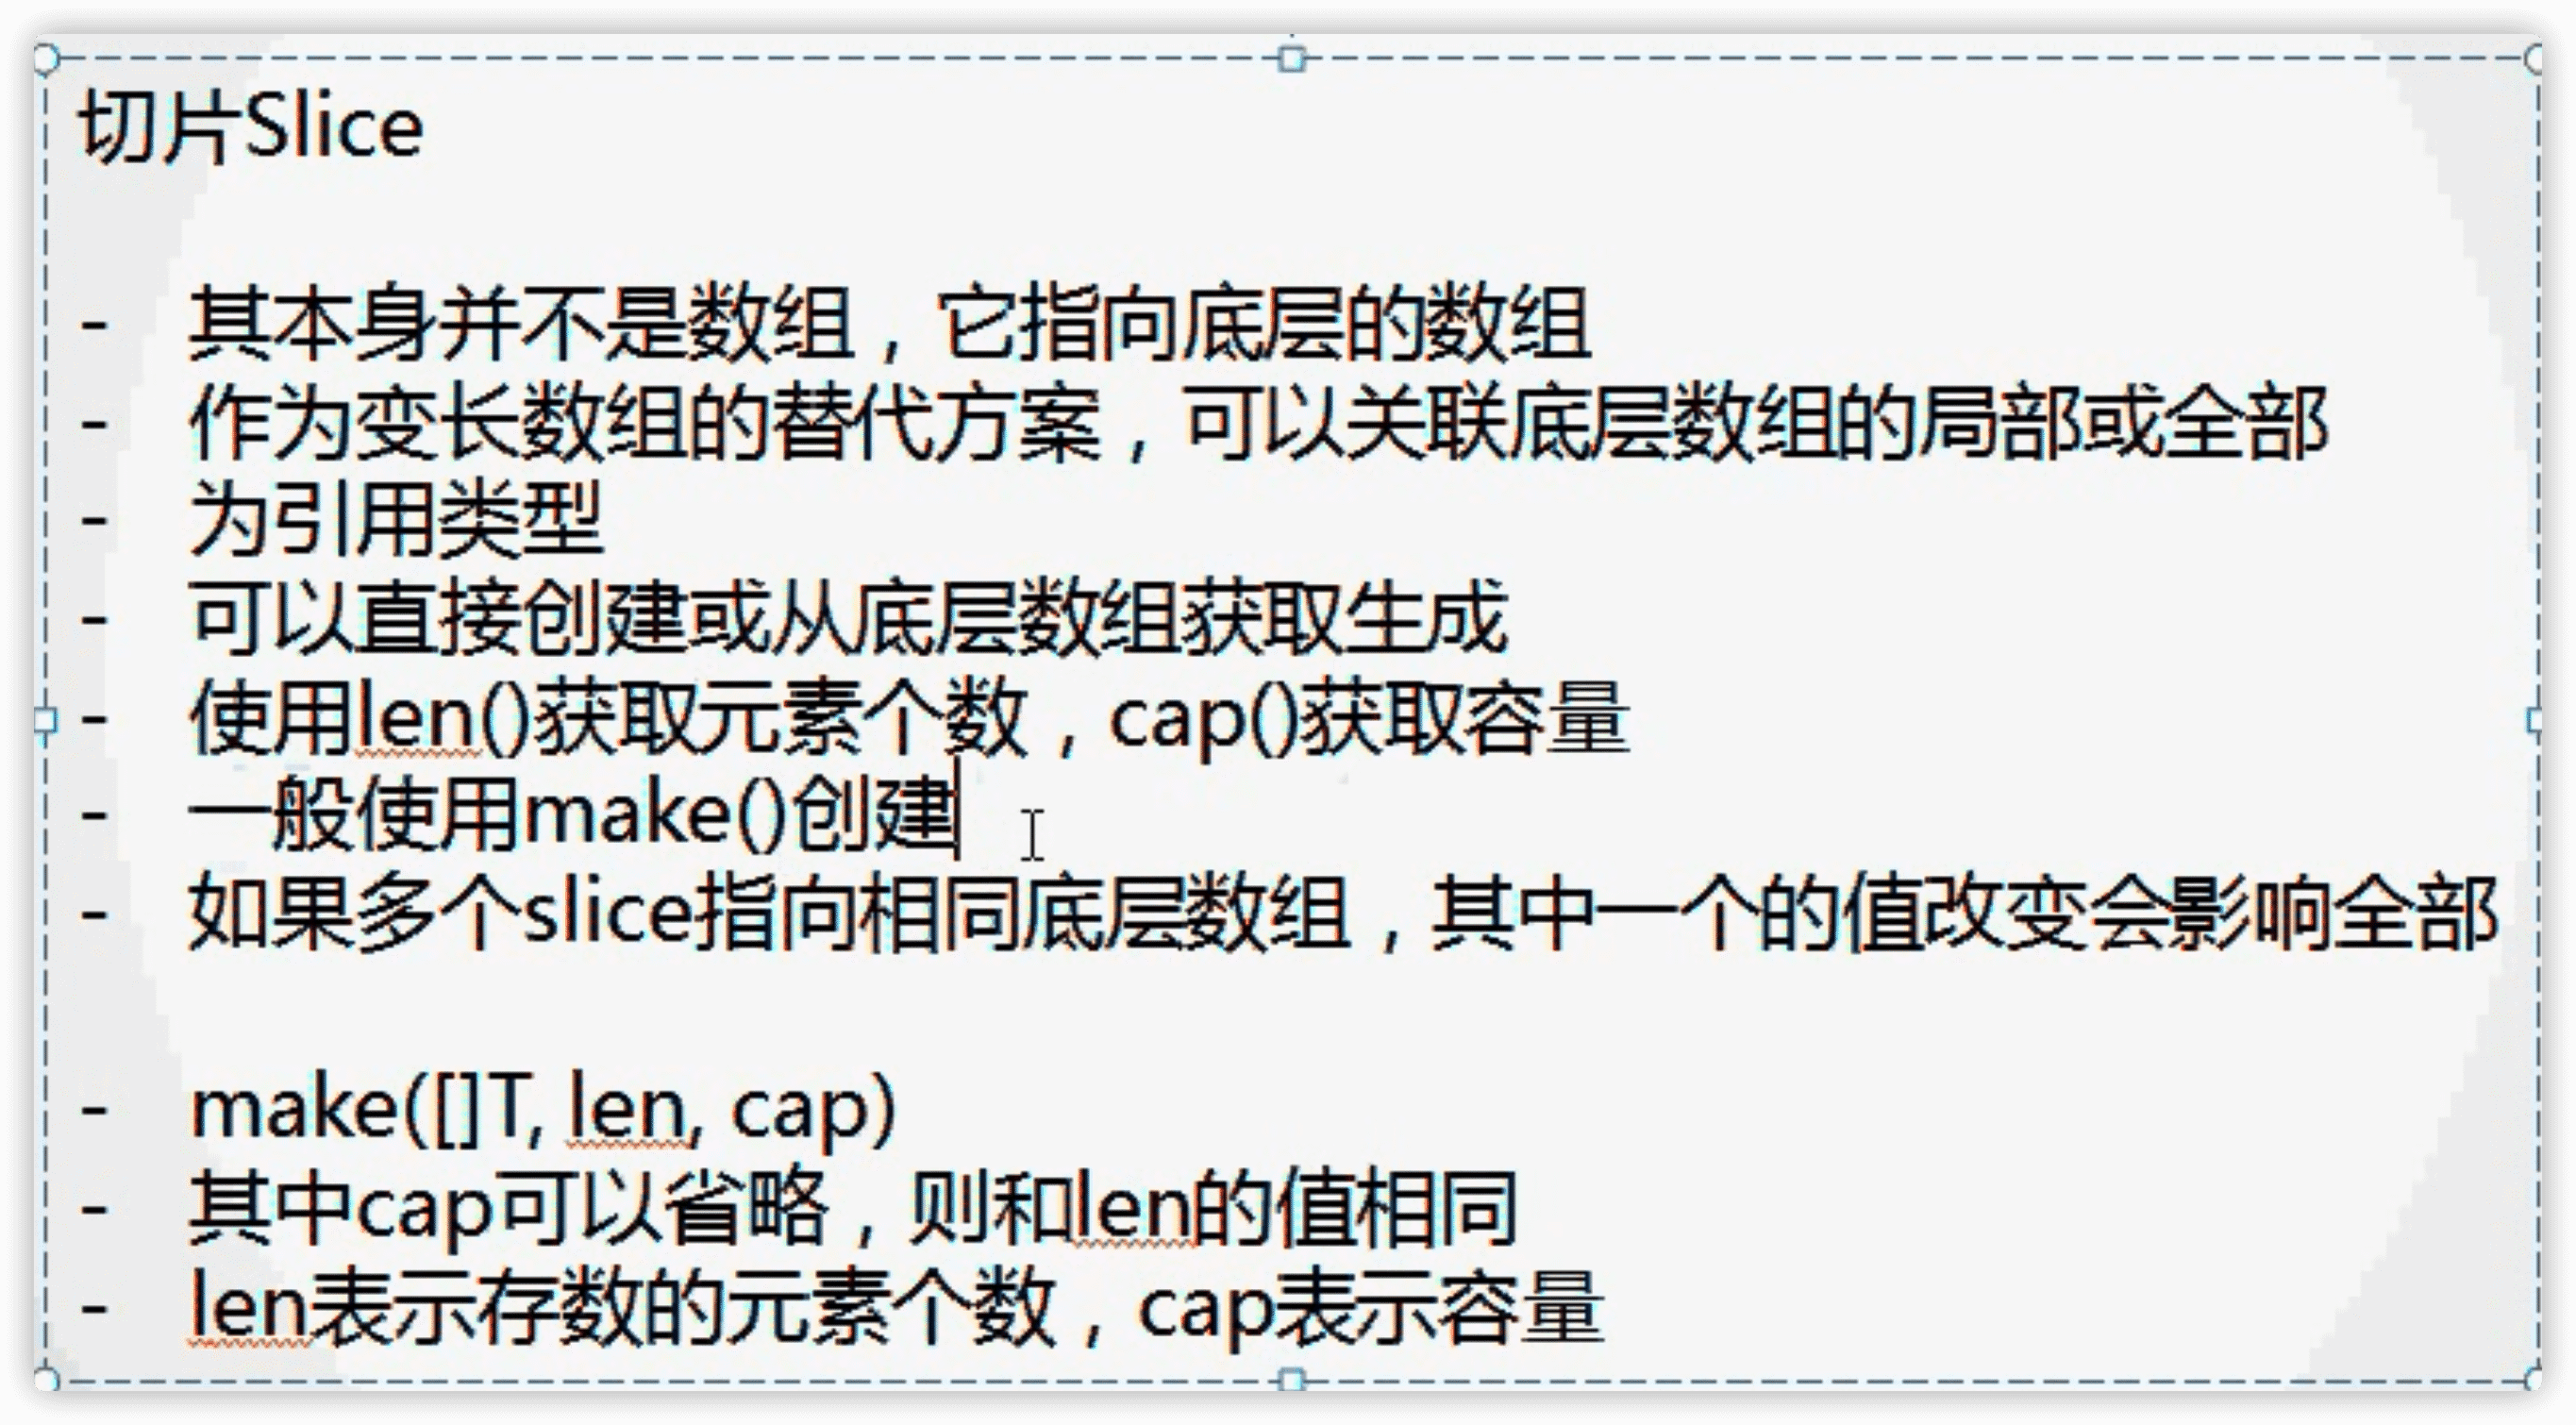 切片Slice
- 其本身并不是数组，它指向底层的数组
- 作为变长数组的替代方案，可以关联底层数组的局部或全部
- 为引用类型
- 可以直接创建或从底层数组获取生成
- 使用len()获取元素个数，cap()获取容量
- 一般使用make()创建
- 如果多个slice指向相同底层数组，其中一个的值改变会影响全部
- make([]T, len, cap)
- 其中cap可以省略，则和len的值相同
- len表示存数的元素个数，cap表示容量